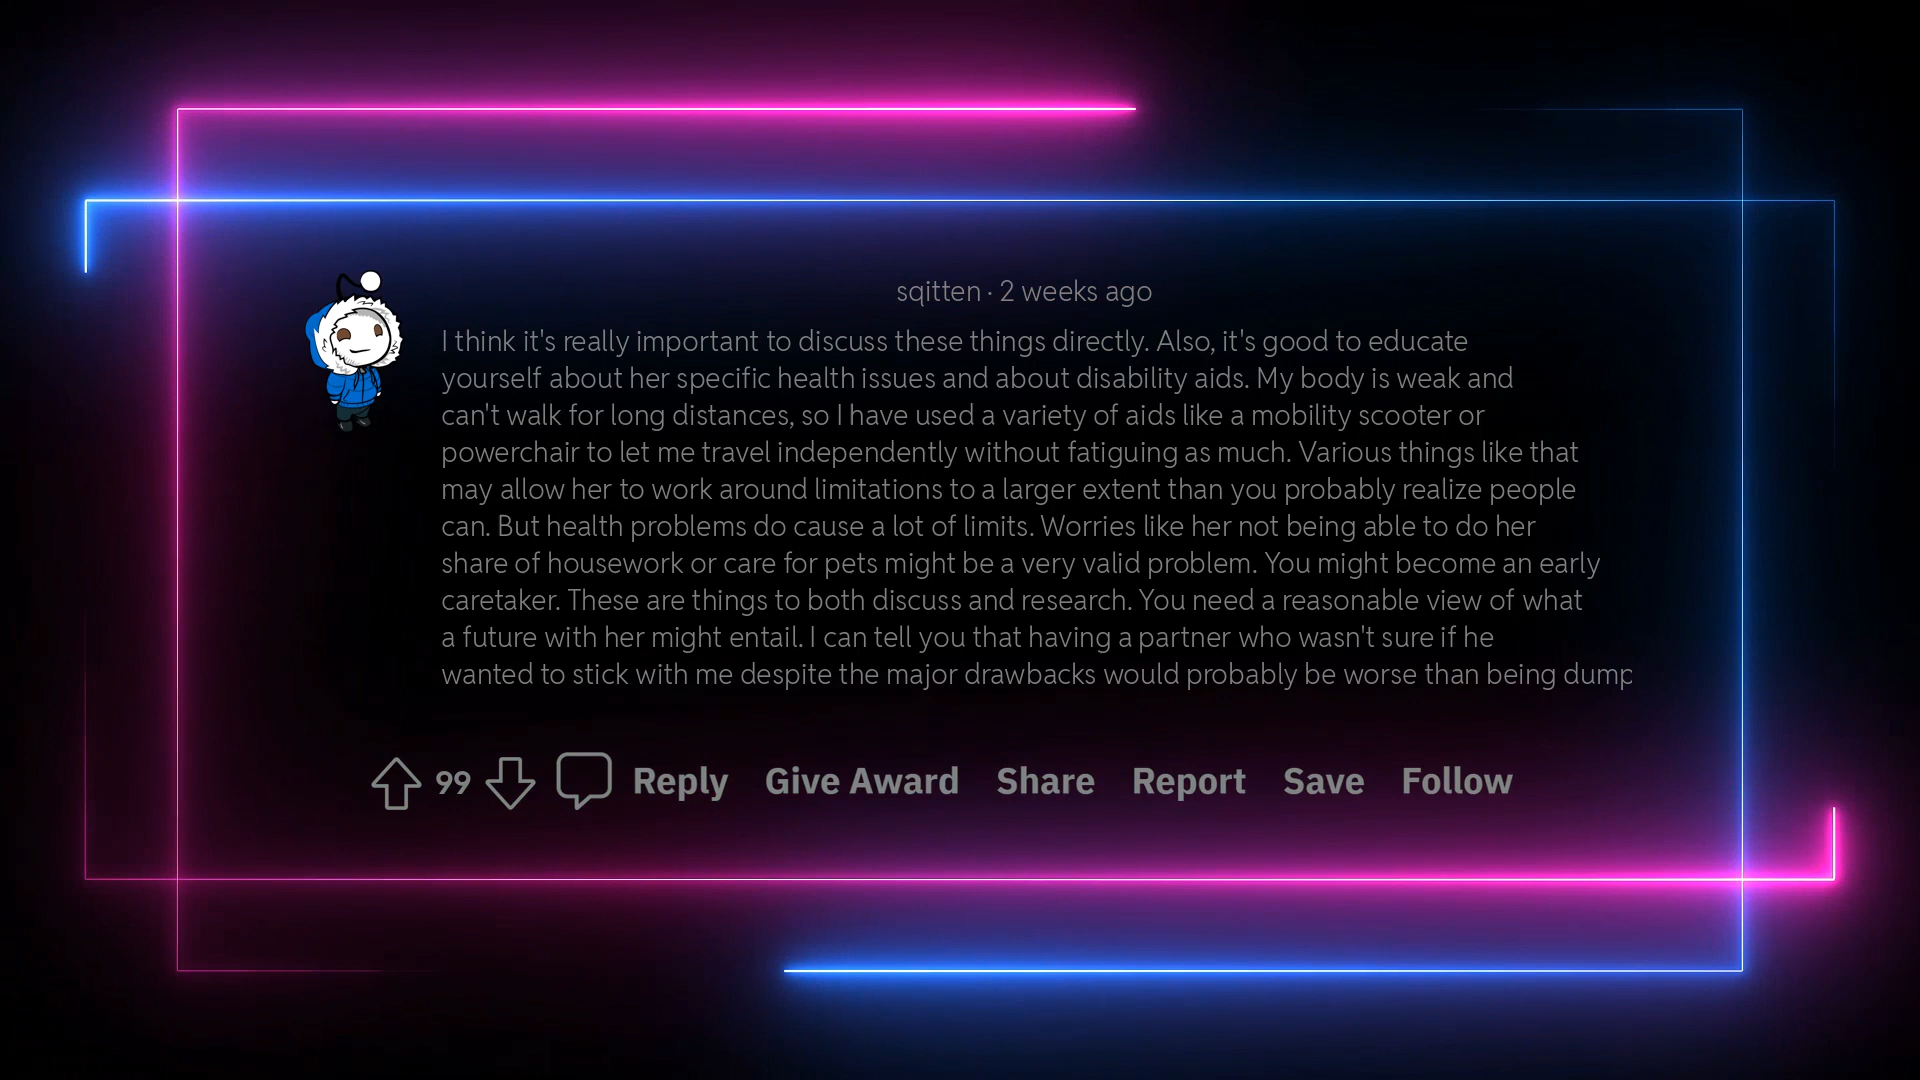 sqitten · 2 weeks ago
I think it's really important to discuss these things directly. Also, it's good to educate
yourself about her specific health issues and about disability aids. My body is weak and
can't walk for long distances, so I have used a variety of aids like a mobility scooter or
powerchair to let me travel independently without fatiguing as much. Various things like that
may allow her to work around limitations to a larger extent than you probably realize people
can. But health problems do cause a lot of limits. Worries like her not being able to do her
share of housework or care for pets might be a very valid problem. You might become an early
caretaker. These are things to both discuss and research. You need a reasonable view of what
a future with her might entail. I can tell you that having a partner who wasn't sure if he
wanted to stick with me despite the major drawbacks would probably be worse than being dump
99 Reply Give Award Share Report Save Follow